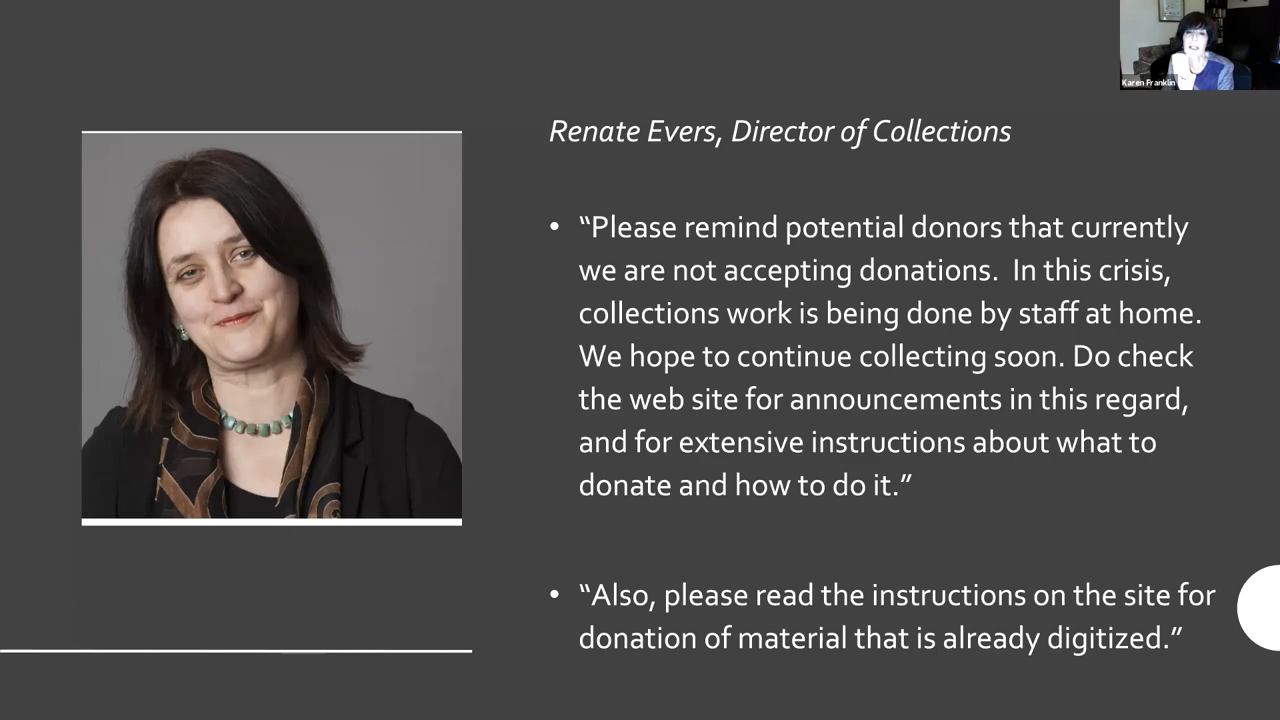 Karen Franklin
Renate Evers, Director of Collections
• “Please remind potential donors that currently
we are not accepting donations.  In this crisis,
collections work is being done by staff at home.
We hope to continue collecting soon. Do check
the web site for announcements in this regard,
and for extensive instructions about what to
donate and how to do it.”
• “Also, please read the instructions on the site for
donation of material that is already digitized.”